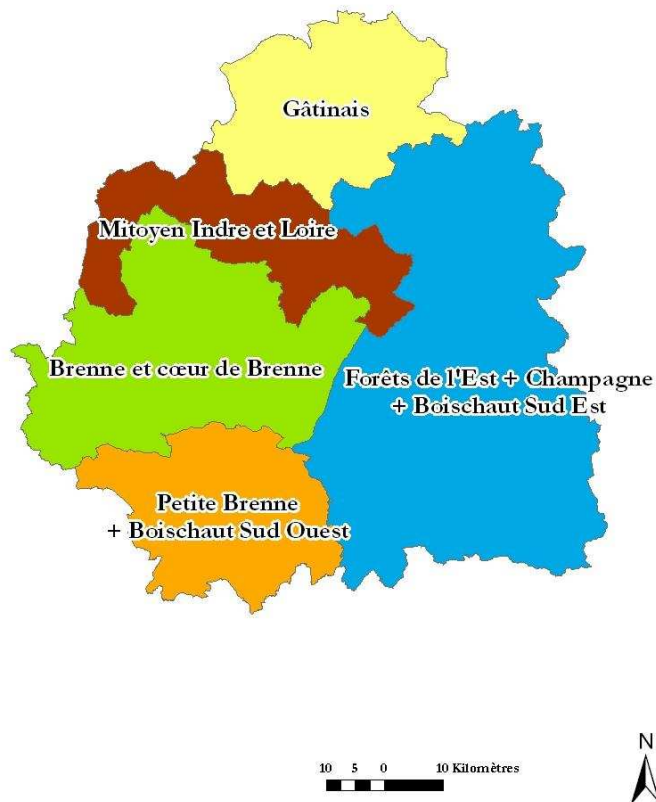 Gâtinais
Mitoyen Indre et Loire
Brenne et cœur de Brenne
Forêts de l'Est + Champagne
+ Boischaut Sud Est
Petite Brenne
+ Boischaut Sud Ouest
N
10 5 0 10 Kilomètres